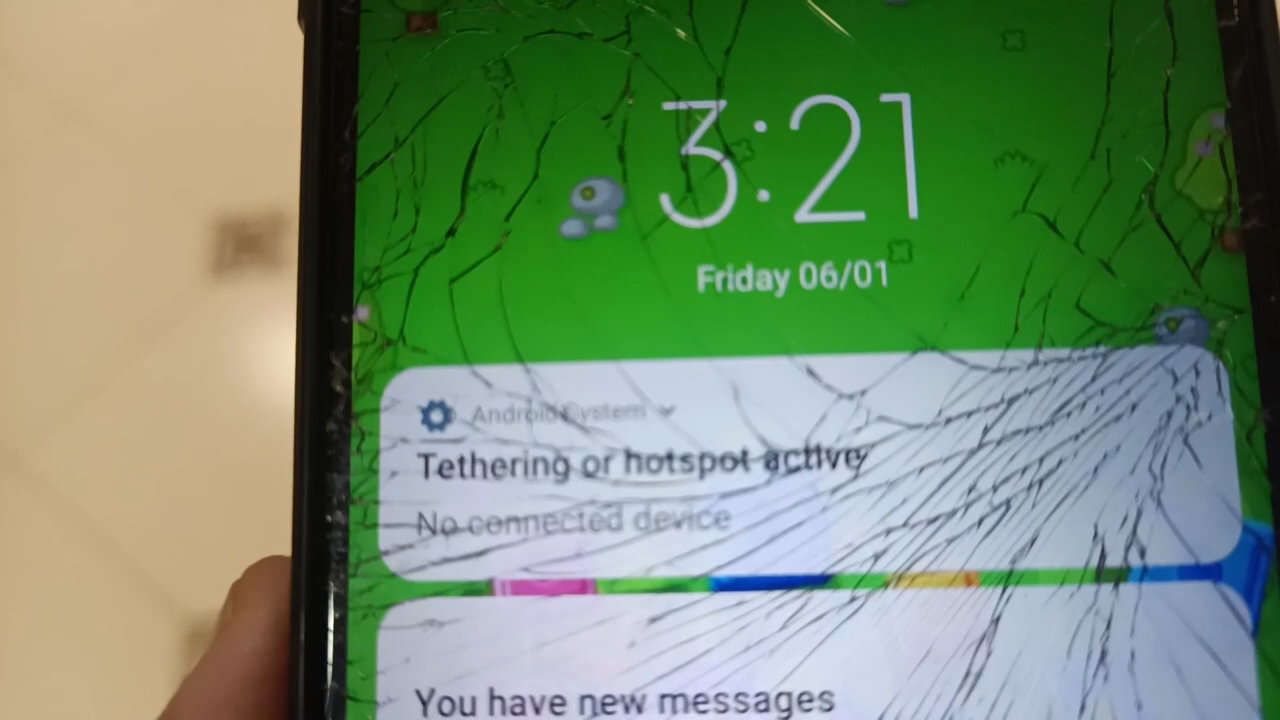 3:21
Friday 06/01
Android System
Tethering or hotspot active
No connected device
You have new messages